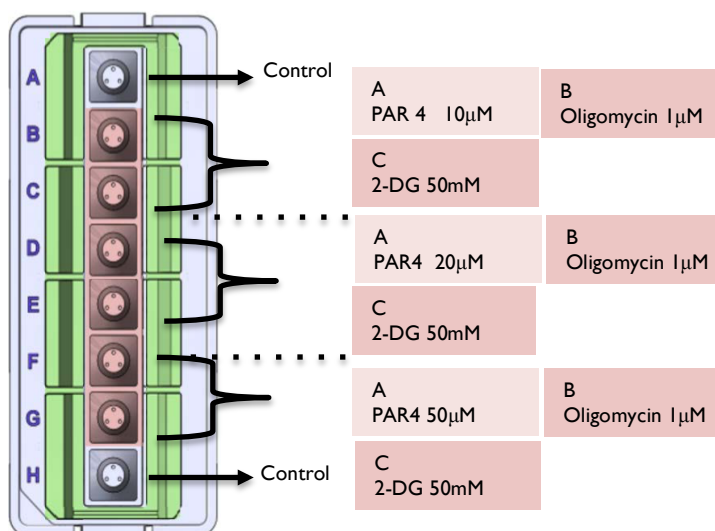 A
B
C
D
E
F
G
H
Control
Control
A
PAR 4 10μM
B
Oligomycin 1μM
C
2-DG 50mM
A
PAR4 20μM
B
Oligomycin 1μM
C
2-DG 50mM
A
PAR4 50μM
B
Oligomycin 1μM
C
2-DG 50mM